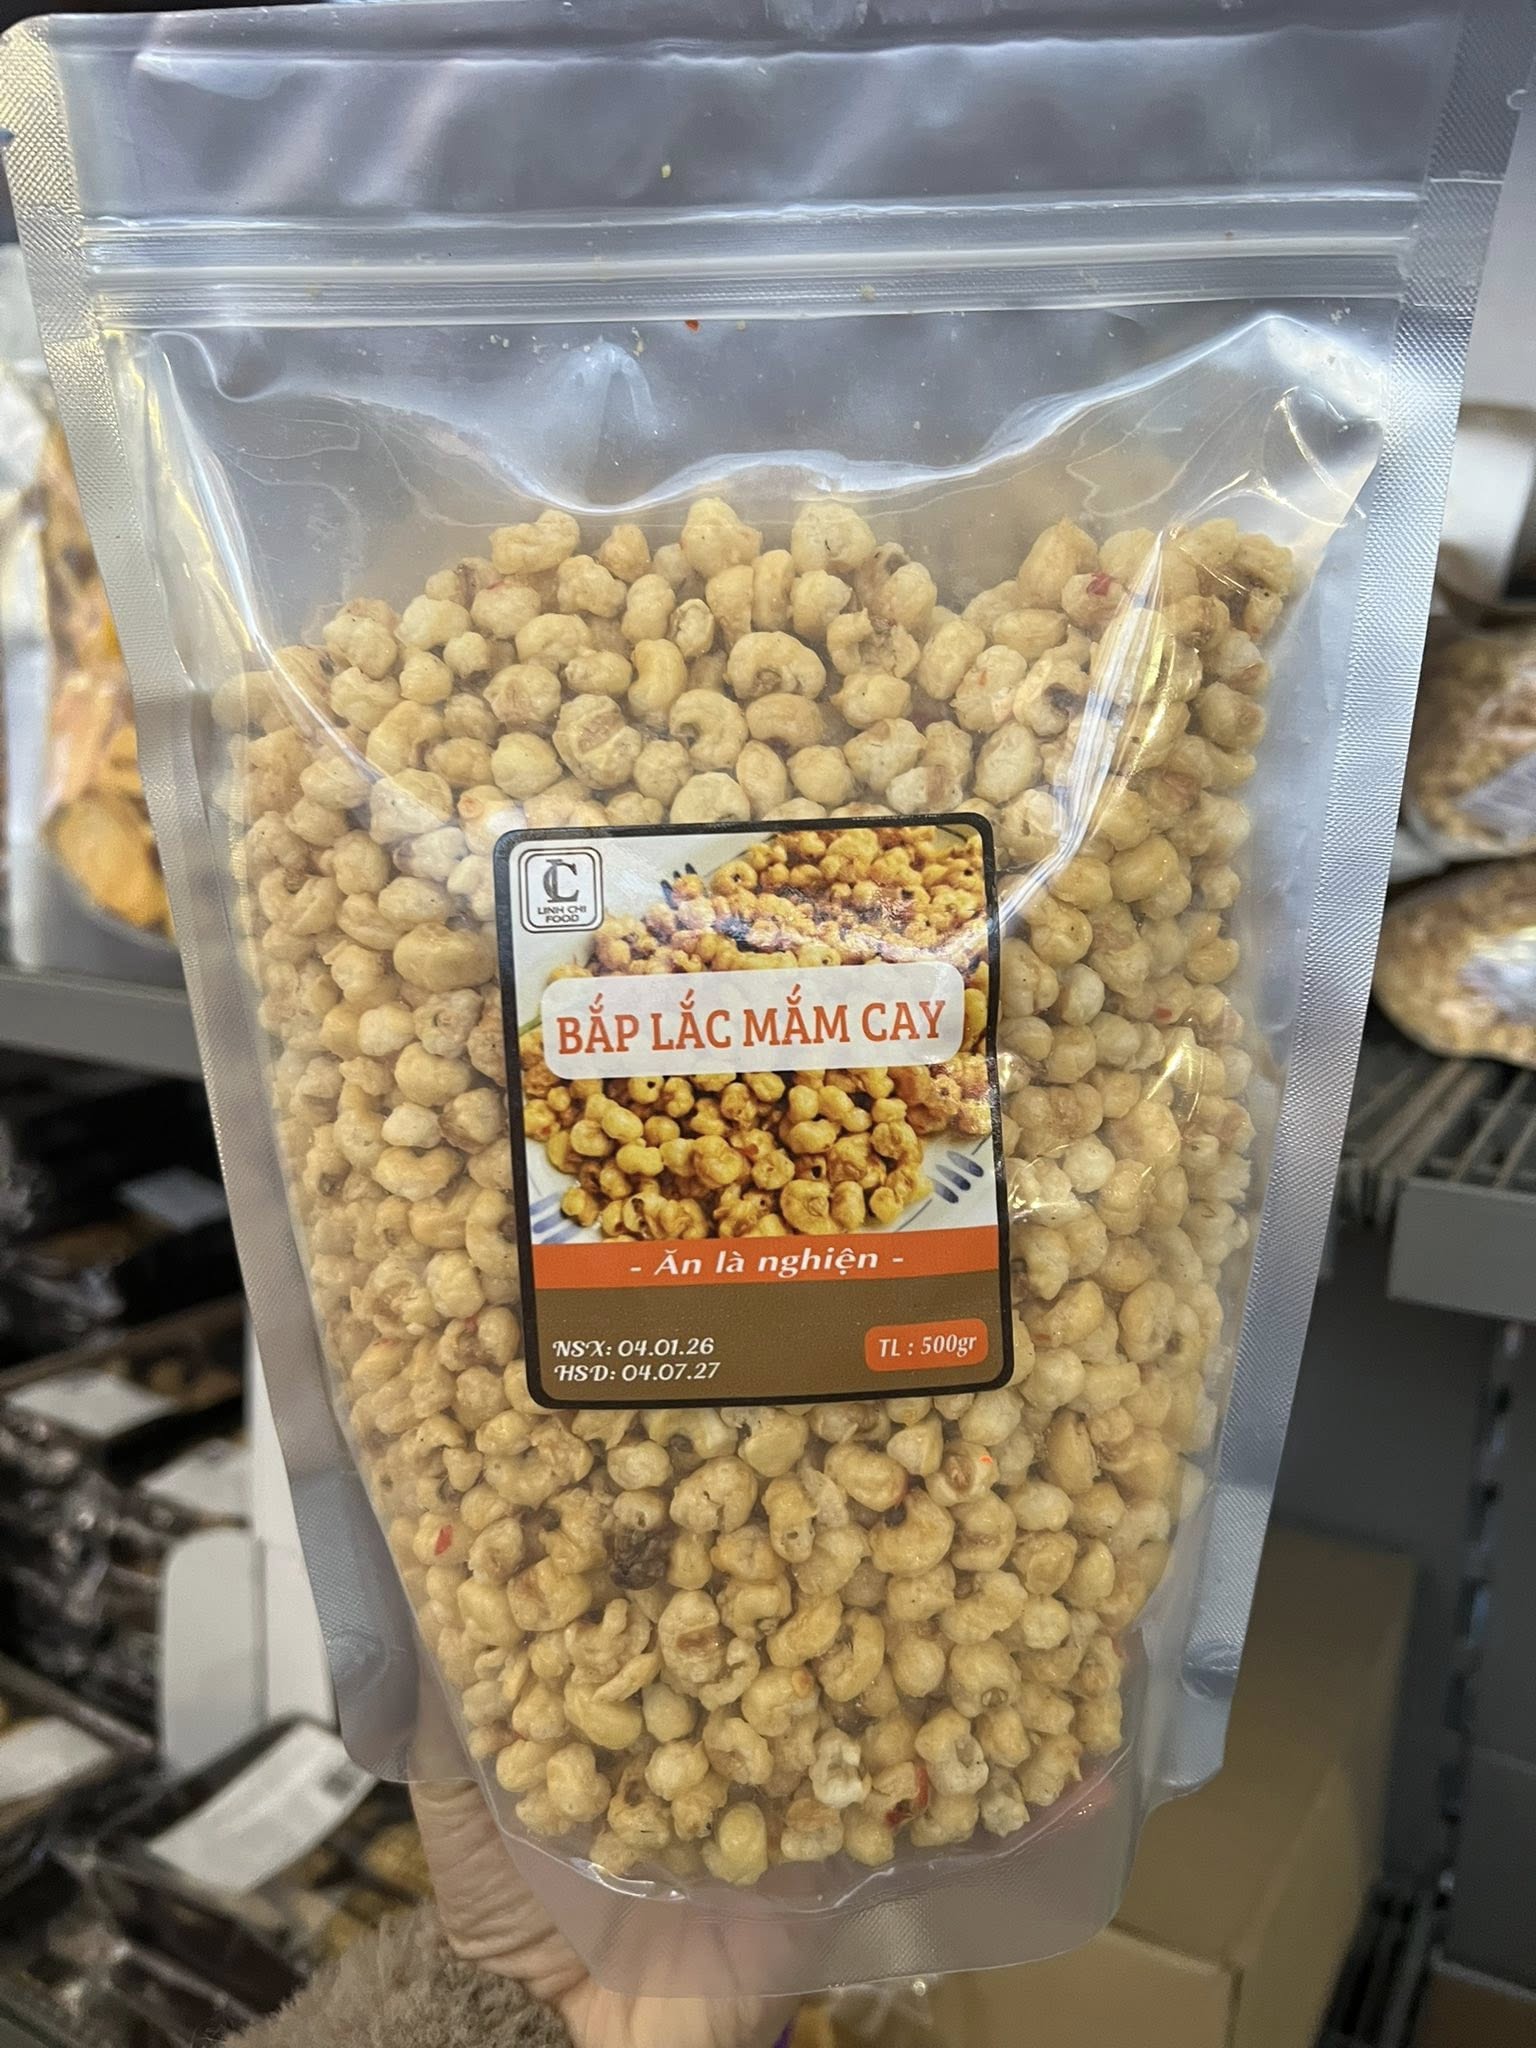 LC
LINH CHI
FOOD
BẮP LẮC MẮM CAY
- Ăn là nghiện -
NSX: 04.01.26
HSD: 04.07.27
TL : 500gr